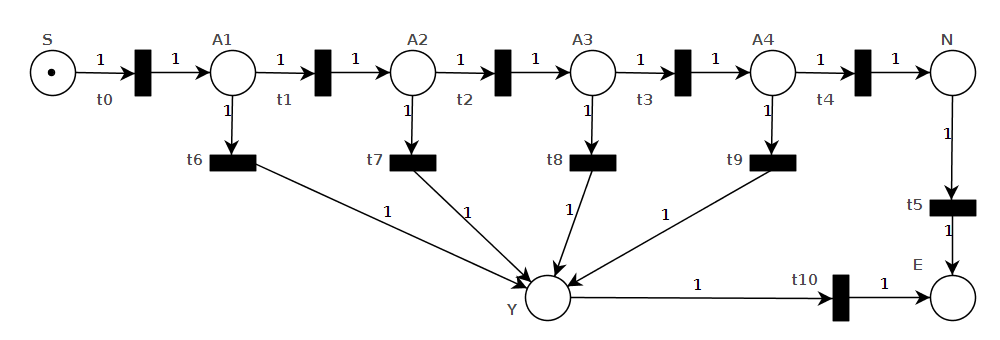 S A1 A2 A3 A4 N
1 1 1 1 1 1 1 1 1 1
t0 t1 t2 t3 t4
1 1 1 1 1
t6 t7 t8 t9
t5
1 1 1 1
1
E
t10
1 1
Y